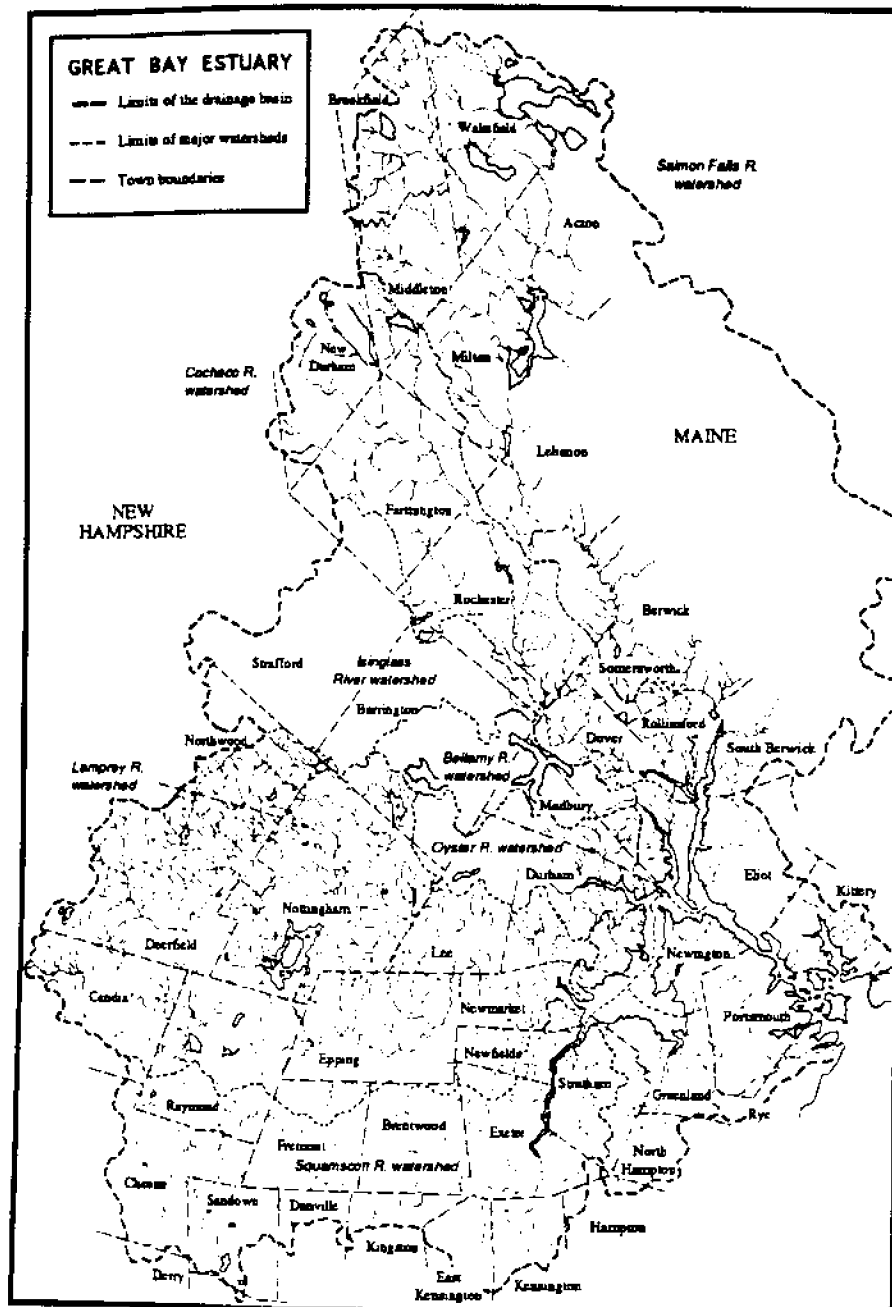 GREAT BAY ESTUARY
Limits of the drainage basin
Limits of major watersheds
Town boundaries
Brookfield
Wakefield
Salmon Falls R.
watershed
Acton
Middleton
New
Durham
Milton
Cocheco R.
watershed
MAINE
Lebanon
NEW
HAMPSHIRE
Farmington
Rochester
Berwick
Strafford
Isinglass
River watershed
Somersworth
Barrington
Rollinsford
Dover
South Berwick
Northwood
Bellamy R.
watershed
Lamprey R.
watershed
Madbury
Oyster R. watershed
Durham
Eliot
Kittery
Nottingham
Deerfield
Lee
Newington
Candia
Newmarket
Portsmouth
Epping
Newfields
Stratham
Raymond
Greenland
Rye
Brentwood
Exeter
Fremont
North
Hampton
Squamscott R. watershed
Chester
Sandown
Danville
Hampton
Kingston
Derry
East
Kensington
Kensington